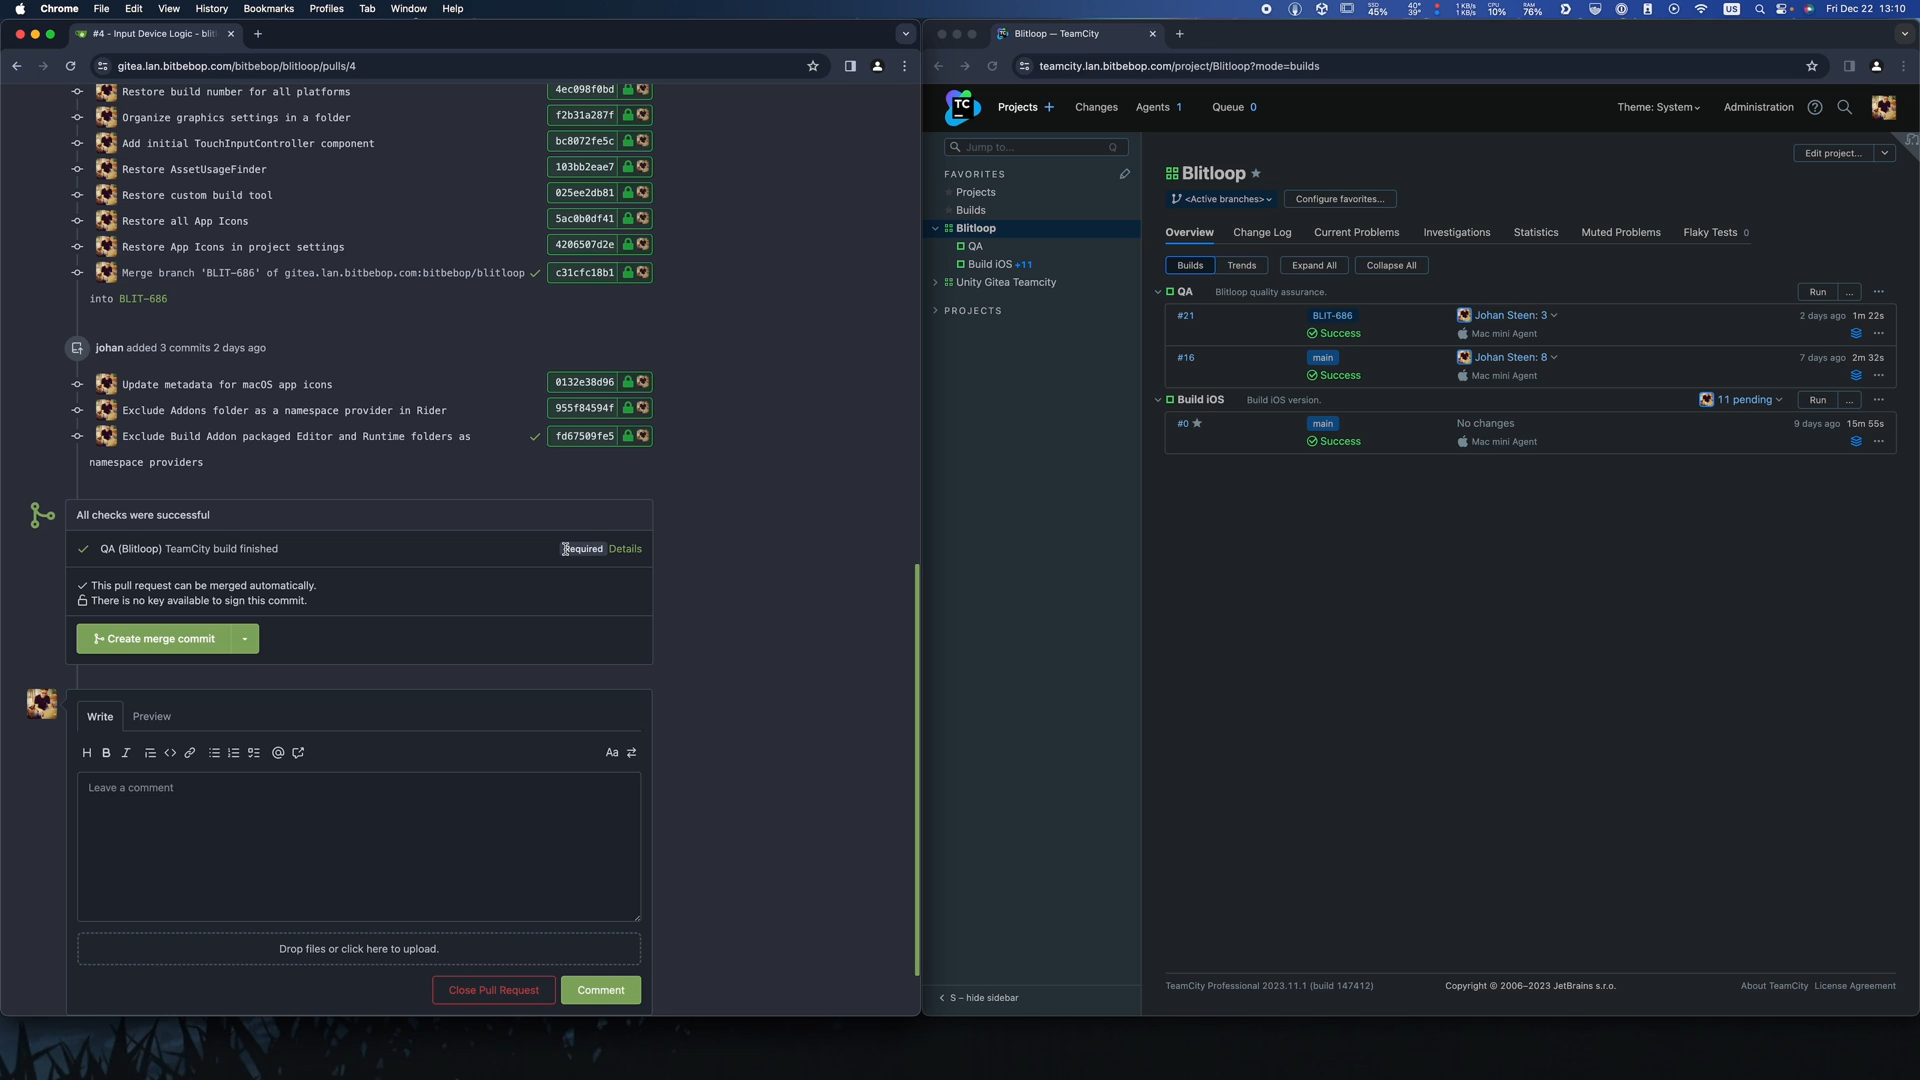 Chrome File Edit View History Bookmarks Profiles Tab Window Help
SSD 45% 40° 39° 1 KB/s 1 KB/s CPU 10% RAM 76% US Fri Dec 22 13:10
#4 - Input Device Logic - blit
gitea.lan.bitbebop.com/bitbebop/blitloop/pulls/4
Restore build number for all platforms 4ec098f0bd
Organize graphics settings in a folder f2b31a287f
Add initial TouchInputController component bc8072fe5c
Restore AssetUsageFinder 103bb2eae7
Restore custom build tool 025ee2db81
Restore all App Icons 5ac0b0df41
Restore App Icons in project settings 4206507d2e
Merge branch 'BLIT-686' of gitea.lan.bitbebop.com:bitbebop/blitloop c31cfc18b1
into BLIT-686
johan added 3 commits 2 days ago
Update metadata for macOS app icons 0132e38d96
Exclude Addons folder as a namespace provider in Rider 955f84594f
Exclude Build Addon packaged Editor and Runtime folders as fd67509fe5
namespace providers
All checks were successful
QA (Blitloop) TeamCity build finished Required Details
This pull request can be merged automatically.
There is no key available to sign this commit.
Create merge commit
Write Preview
H B I Aa
Leave a comment
Drop files or click here to upload.
Close Pull Request Comment
Blitloop — TeamCity
teamcity.lan.bitbebop.com/project/Blitloop?mode=builds
TC Projects + Changes Agents 1 Queue 0 Theme: System Administration
Jump to... Q
FAVORITES
Projects
Builds
Blitloop
QA
Build iOS +11
Unity Gitea Teamcity
PROJECTS
S – hide sidebar
Edit project...
Blitloop
<Active branches> Configure favorites...
Overview Change Log Current Problems Investigations Statistics Muted Problems Flaky Tests 0
Builds Trends Expand All Collapse All
QA Blitloop quality assurance. Run ...
#21 BLIT-686 Johan Steen: 3 2 days ago 1m 22s
Success Mac mini Agent
#16 main Johan Steen: 8 7 days ago 2m 32s
Success Mac mini Agent
Build iOS Build iOS version. 11 pending Run ...
#0 main No changes 9 days ago 15m 55s
Success Mac mini Agent
TeamCity Professional 2023.11.1 (build 147412) Copyright © 2006–2023 JetBrains s.r.o. About TeamCity License Agreement